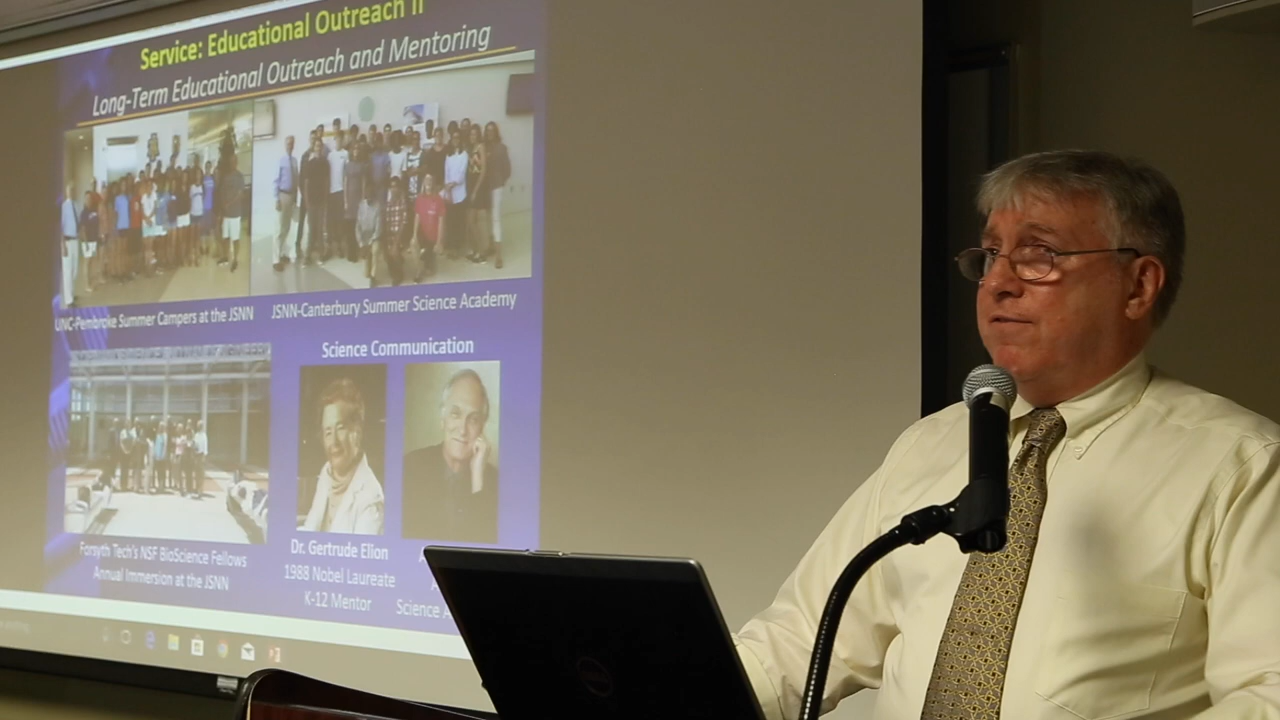 Service: Educational Outreach II
Long-Term Educational Outreach and Mentoring
UNC-Pembroke Summer Campers at the JSNN
JSNN-Canterbury Summer Science Academy
Science Communication
Forsyth Tech's NSF BioScience Fellows
Annual Immersion at the JSNN
Dr. Gertrude Elion
1988 Nobel Laureate
K-12 Mentor
Science